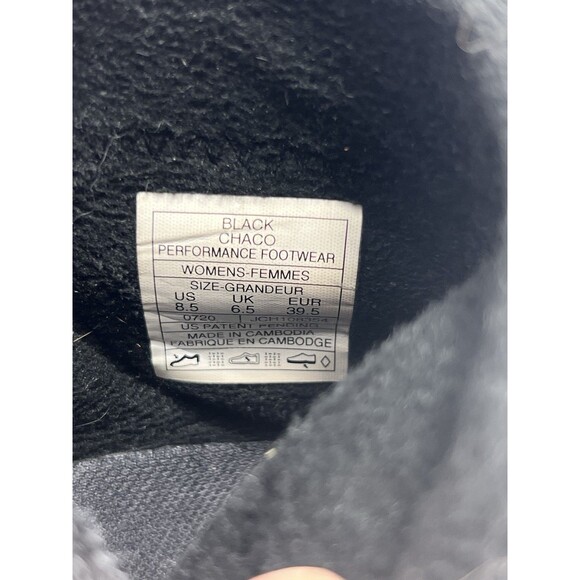 BLACK
CHACO
PERFORMANCE FOOTWEAR
WOMENS-FEMMES
SIZE-GRANDEUR
US UK EUR
8.5 6.5 39.5
0720 | JCH108354
US PATENT PENDING
MADE IN CAMBODIA
FABRIQUE EN CAMBODGE